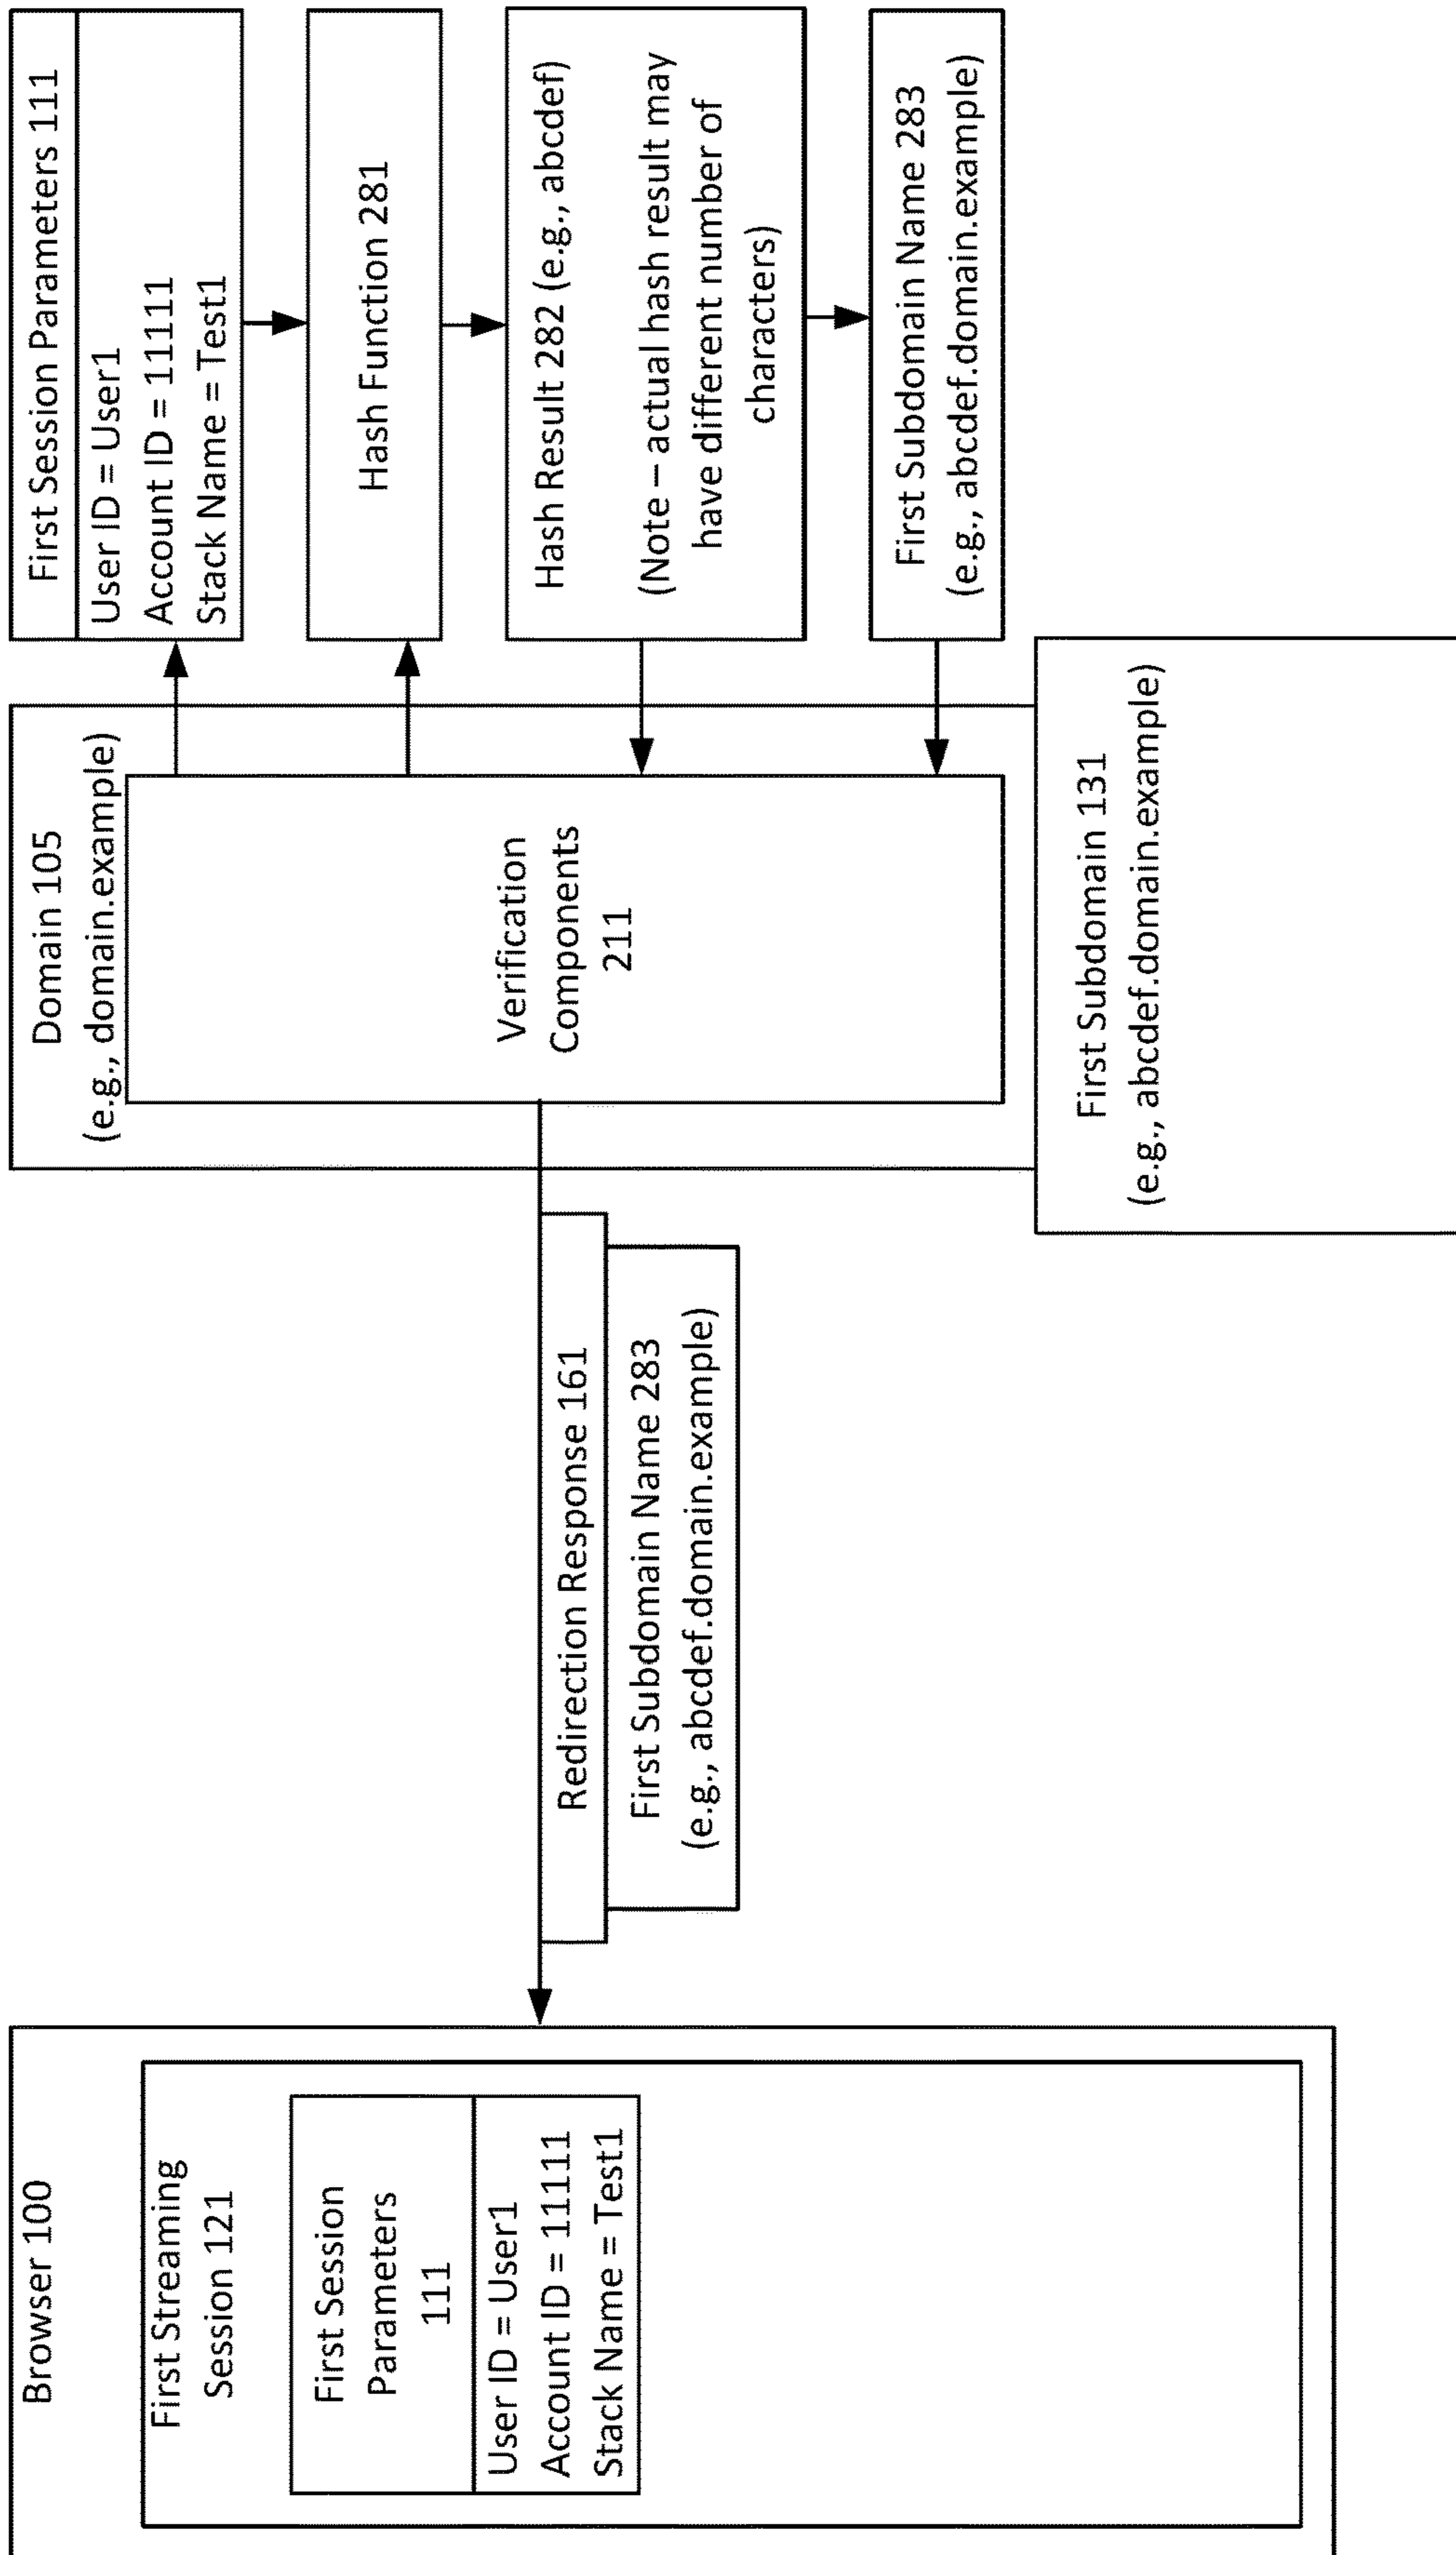 Browser 100
First Streaming
Session 121
First Session
Parameters
111
User ID = User1
Account ID = 11111
Stack Name = Test1
Redirection Response 161
First Subdomain Name 283
(e.g., abcdef.domain.example)
Domain 105
(e.g., domain.example)
Verification
Components
211
First Subdomain 131
(e.g., abcdef.domain.example)
First Session Parameters 111
User ID = User1
Account ID = 11111
Stack Name = Test1
Hash Function 281
Hash Result 282 (e.g., abcdef)
(Note – actual hash result may
have different number of
characters)
First Subdomain Name 283
(e.g., abcdef.domain.example)